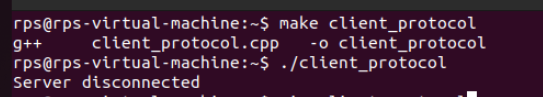 rps@rps-virtual-machine:~$ make client_protocol
g++     client_protocol.cpp   -o client_protocol
rps@rps-virtual-machine:~$ ./client_protocol
Server disconnected